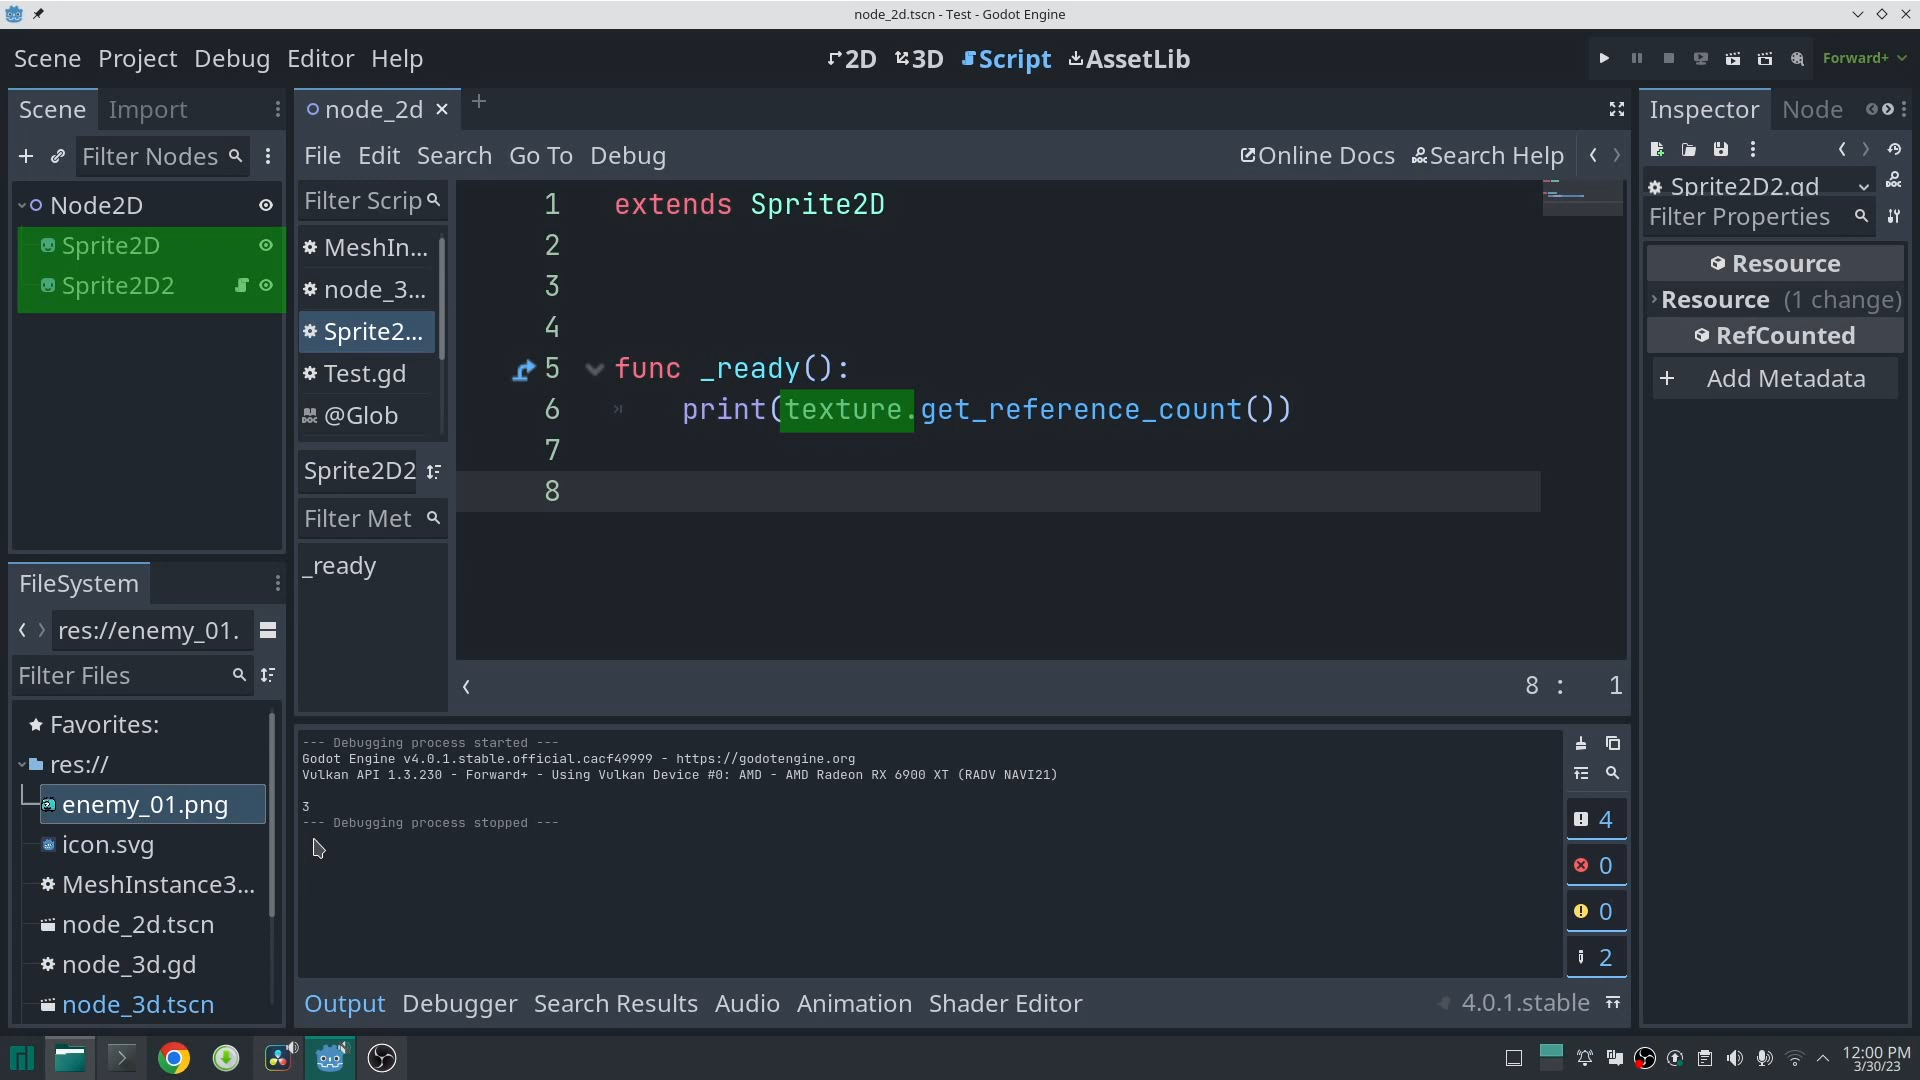 node_2d.tscn - Test - Godot Engine
Scene Project Debug Editor Help
2D 3D Script AssetLib
Forward+
Scene Import
Filter Nodes
Node2D
Sprite2D
Sprite2D2
node_2d
File Edit Search Go To Debug
Online Docs Search Help
Filter Scrip
MeshIn...
node_3...
Sprite2...
Test.gd
@Glob
Sprite2D2
Filter Met
_ready
1 extends Sprite2D
2
3
4
5 func _ready():
6 print(texture.get_reference_count())
7
8
8 : 1
Inspector Node
Sprite2D2.gd
Filter Properties
Resource
Resource (1 change)
RefCounted
Add Metadata
FileSystem
res://enemy_01.
Filter Files
Favorites:
res://
enemy_01.png
icon.svg
MeshInstance3...
node_2d.tscn
node_3d.gd
node_3d.tscn
--- Debugging process started ---
Godot Engine v4.0.1.stable.official.cacf49999 - https://godotengine.org
Vulkan API 1.3.230 - Forward+ - Using Vulkan Device #0: AMD - AMD Radeon RX 6900 XT (RADV NAVI21)
3
--- Debugging process stopped ---
4
0
0
2
Output Debugger Search Results Audio Animation Shader Editor
4.0.1.stable
12:00 PM
3/30/23